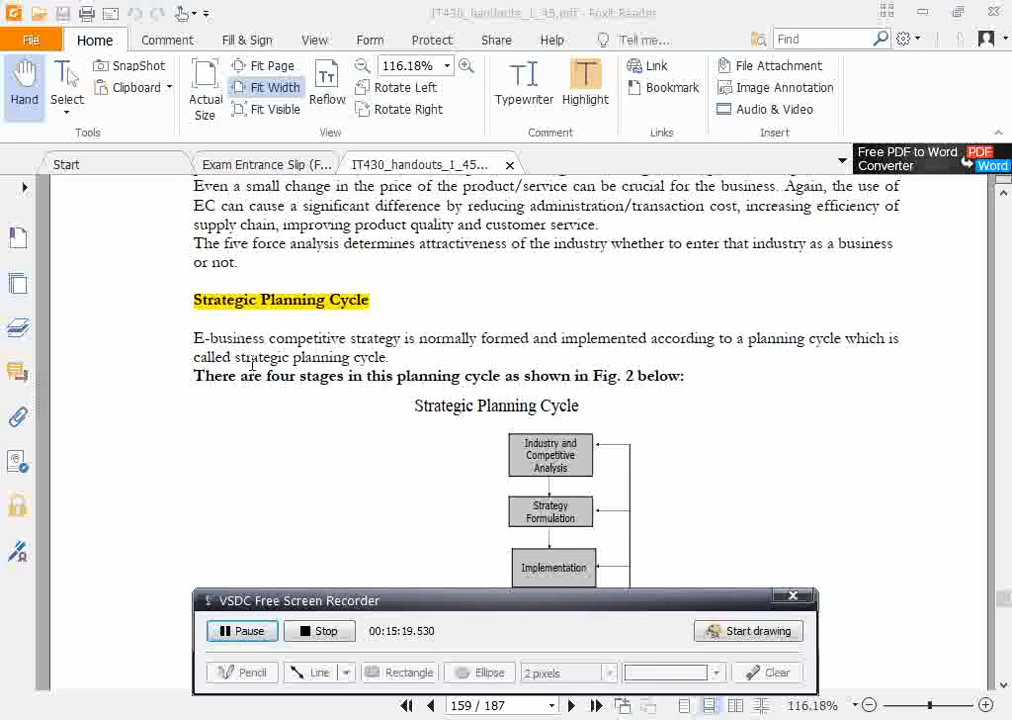 IT430_handouts_1_45.pdf - Foxit Reader
File
Home
Comment
Fill & Sign
View
Form
Protect
Share
Help
Tell me...
Find
Hand
Select
SnapShot
Clipboard
Tools
Actual Size
Fit Page
Fit Width
Fit Visible
Reflow
116.18%
Rotate Left
Rotate Right
View
Typewriter
Highlight
Comment
Link
Bookmark
Links
File Attachment
Image Annotation
Audio & Video
Insert
Start
Exam Entrance Slip (F...
IT430_handouts_1_45...
Free PDF to Word
Converter
PDF
Word
Even a small change in the price of the product/service can be crucial for the business. Again, the use of
EC can cause a significant difference by reducing administration/transaction cost, increasing efficiency of
supply chain, improving product quality and customer service.
The five force analysis determines attractiveness of the industry whether to enter that industry as a business
or not.
Strategic Planning Cycle
E-business competitive strategy is normally formed and implemented according to a planning cycle which is
called strategic planning cycle.
There are four stages in this planning cycle as shown in Fig. 2 below:
Strategic Planning Cycle
Industry and
Competitive
Analysis
Strategy
Formulation
Implementation
VSDC Free Screen Recorder
Pause
Stop
00:15:19.530
Start drawing
Pencil
Line
Rectangle
Ellipse
2 pixels
Clear
159 / 187
116.18%